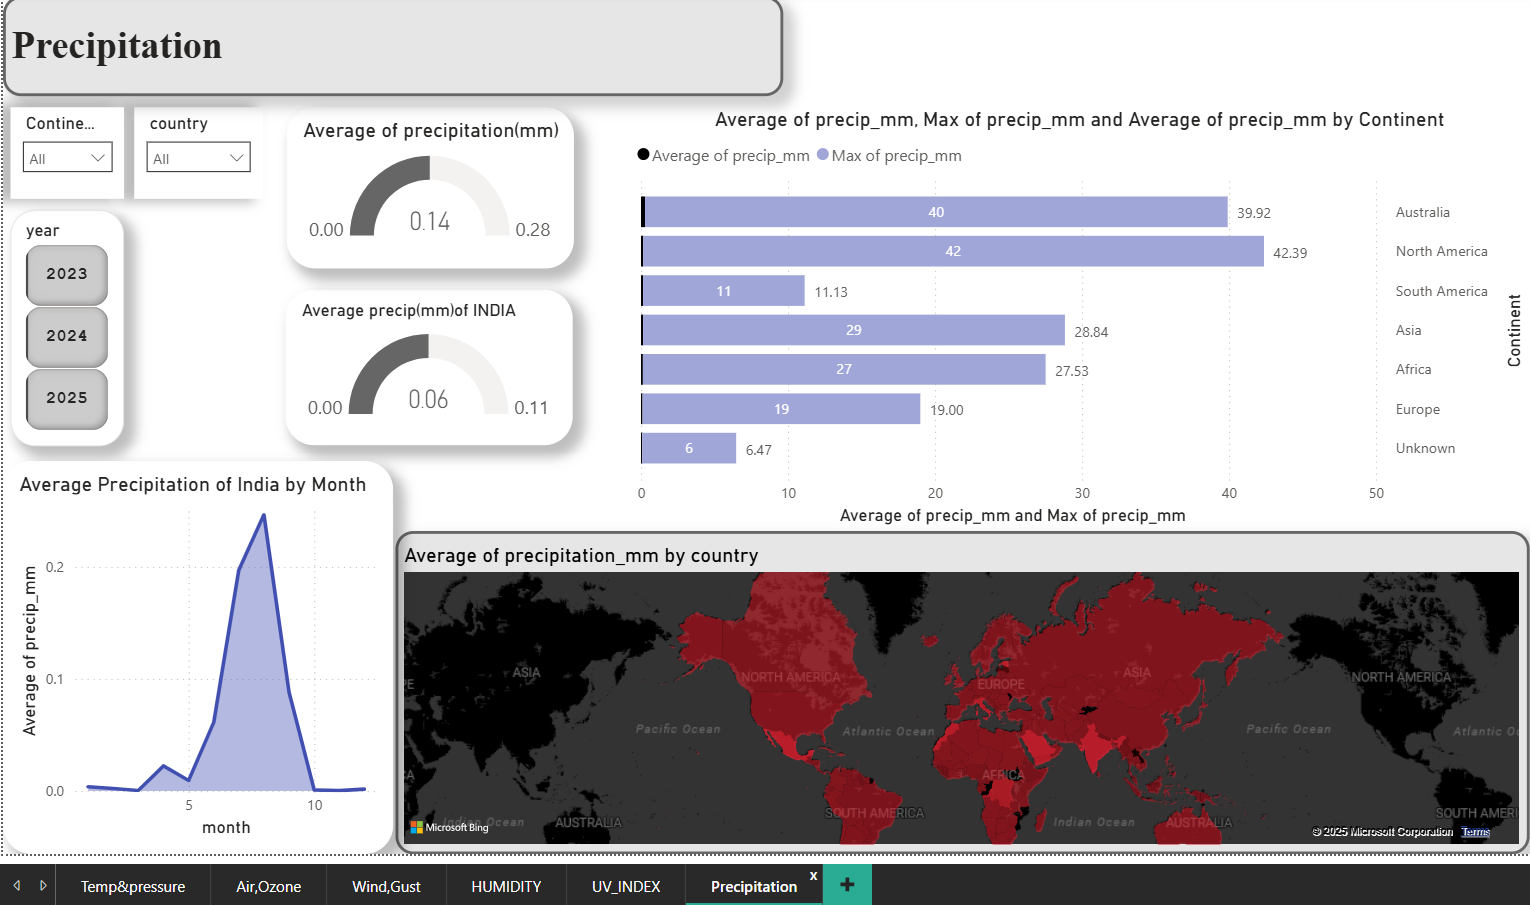 Precipitation
Contine...
All
country
All
year
2023
2024
2025
Average of precipitation(mm)
0.00
0.14
0.28
Average precip(mm)of INDIA
0.00
0.06
0.11
Average of precip_mm, Max of precip_mm and Average of precip_mm by Continent
Average of precip_mm Max of precip_mm
40 39.92 Australia
42 42.39 North America
11 11.13 South America
29 28.84 Asia
27 27.53 Africa
19 19.00 Europe
6 6.47 Unknown
0 10 20 30 40 50
Average of precip_mm and Max of precip_mm
Continent
Average Precipitation of India by Month
Average of precip_mm
0.2
0.1
0.0
5 10
month
Average of precipitation_mm by country
ASIA
PE
NORTH AMERICA
EUROPE
ASIA
NORTH AMERICA
Pacific Ocean
Atlantic Ocean
Pacific Ocean
Atlantic Oc
CA
AFRICA
SOUTH AMERICA
SOUTH AMERI
Indian Ocean
AUSTRALIA
Indian Ocean
AUSTRALIA
Microsoft Bing
© 2025 Microsoft Corporation Terms
Temp&pressure Air,Ozone Wind,Gust HUMIDITY UV_INDEX Precipitation x +